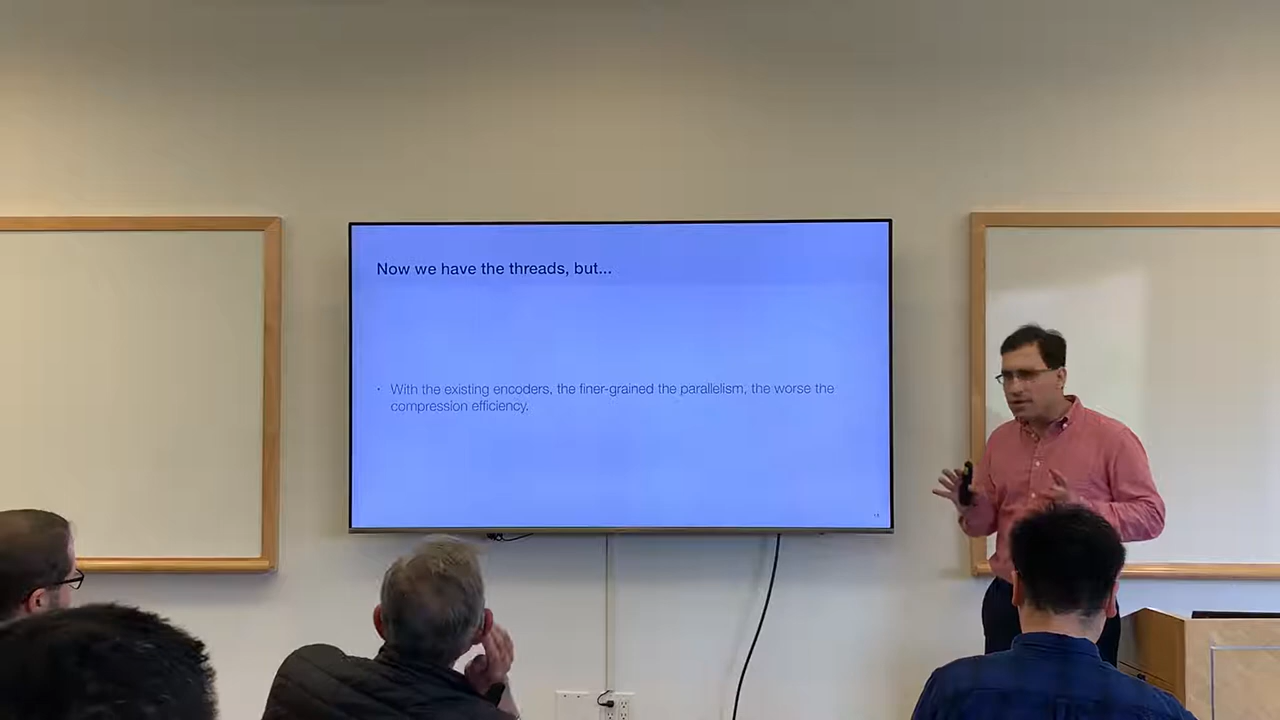 Now we have the threads, but...
· With the existing encoders, the finer-grained the parallelism, the worse the
compression efficiency.